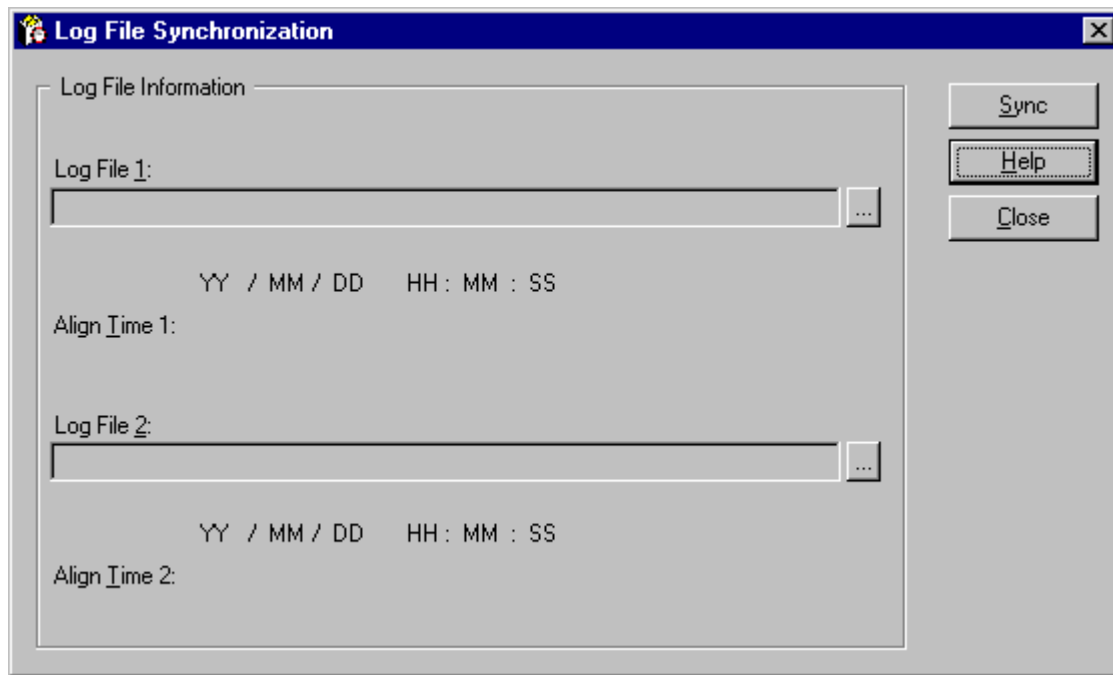 Log File Synchronization
Log File Information
Sync
Log File 1:
Help
...
Close
YY / MM / DD HH : MM : SS
Align Time 1:
Log File 2:
...
YY / MM / DD HH : MM : SS
Align Time 2: